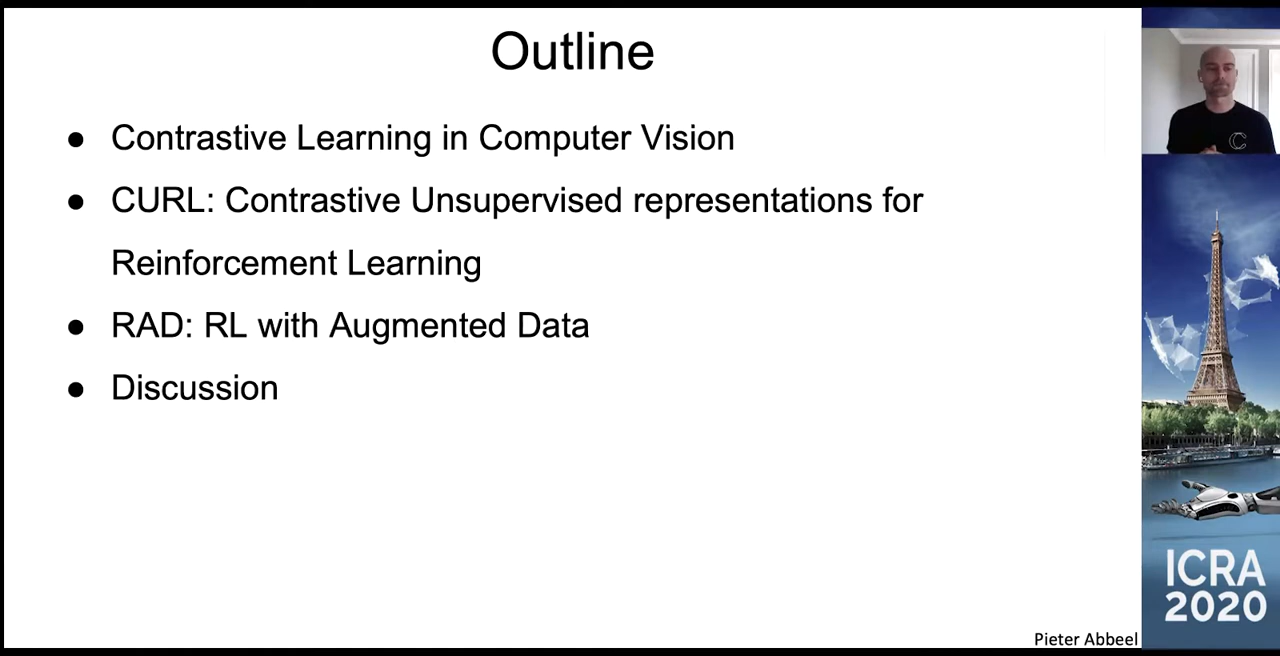 Outline
● Contrastive Learning in Computer Vision
● CURL: Contrastive Unsupervised representations for
Reinforcement Learning
● RAD: RL with Augmented Data
● Discussion
Pieter Abbeel
C
ICRA
2020